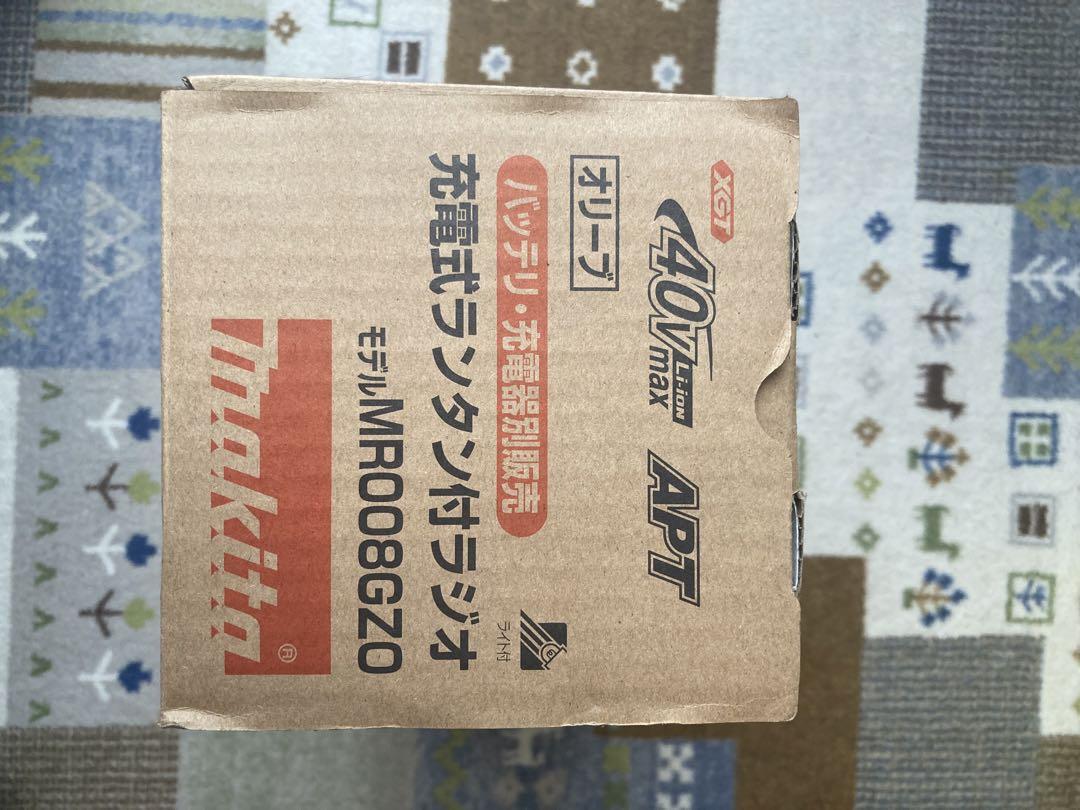 XGT
40Vmax Li-ion APT
オリーブ
バッテリ・充電器別販売
ライト付
充電式ランタン付ラジオ
モデルMR008GZO
makita®